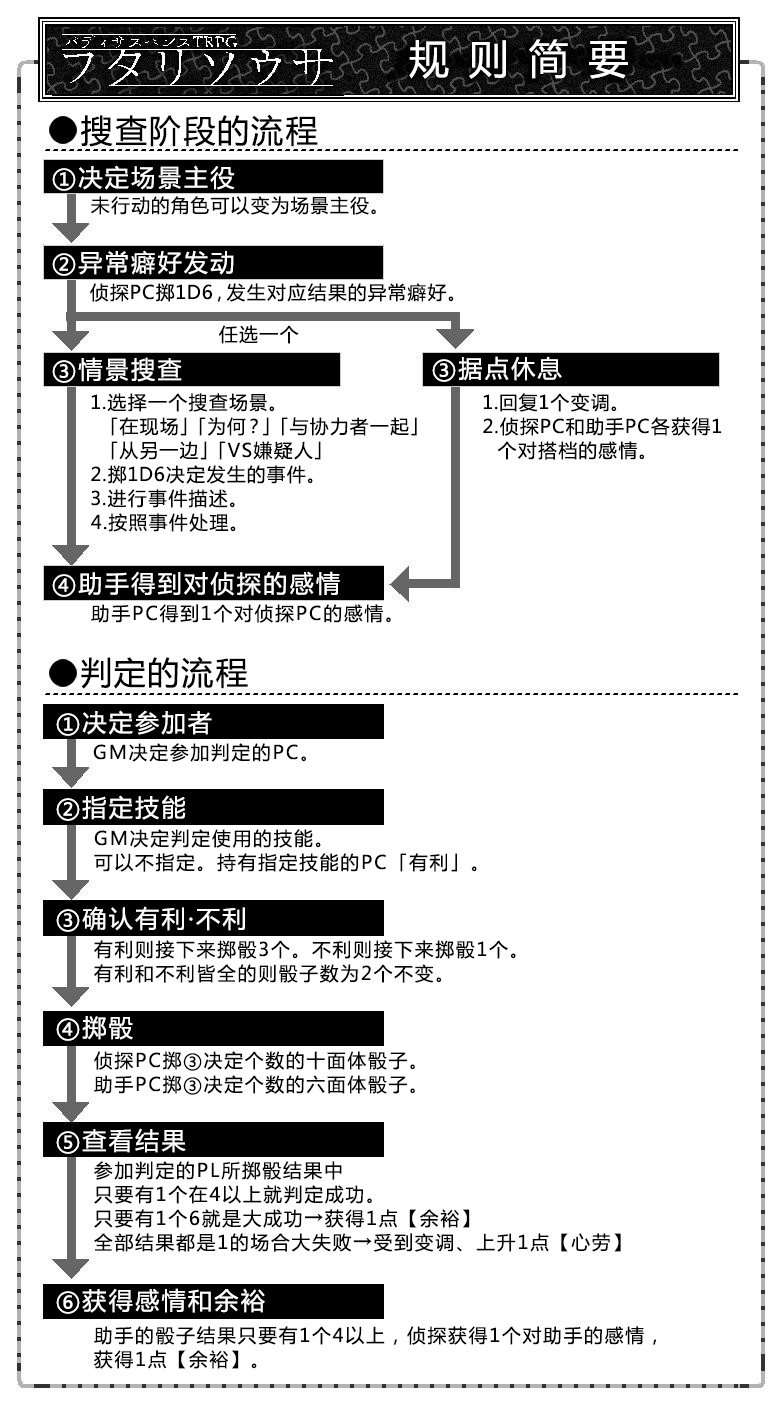 バディサスペンスTRPG
フタリソウサ
规则简要
●搜查阶段的流程
①决定场景主役
未行动的角色可以变为场景主役。
②异常癖好发动
侦探PC掷1D6，发生对应结果的异常癖好。
任选一个
③情景搜查
1.选择一个搜查场景。
「在现场」「为何？」「与协力者一起」
「从另一边」「VS嫌疑人」
2.掷1D6决定发生的事件。
3.进行事件描述。
4.按照事件处理。
③据点休息
1.回复1个变调。
2.侦探PC和助手PC各获得1
个对搭档的感情。
④助手得到对侦探的感情
助手PC得到1个对侦探PC的感情。
●判定的流程
①决定参加者
GM决定参加判定的PC。
②指定技能
GM决定判定使用的技能。
可以不指定。持有指定技能的PC「有利」。
③确认有利·不利
有利则接下来掷骰3个。不利则接下来掷骰1个。
有利和不利皆全的则骰子数为2个不变。
④掷骰
侦探PC掷③决定个数的十面体骰子。
助手PC掷③决定个数的六面体骰子。
⑤查看结果
参加判定的PL所掷骰结果中
只要有1个在4以上就判定成功。
只要有1个6就是大成功→获得1点【余裕】
全部结果都是1的场合大失败→受到变调、上升1点【心劳】
⑥获得感情和余裕
助手的骰子结果只要有1个4以上，侦探获得1个对助手的感情，
获得1点【余裕】。